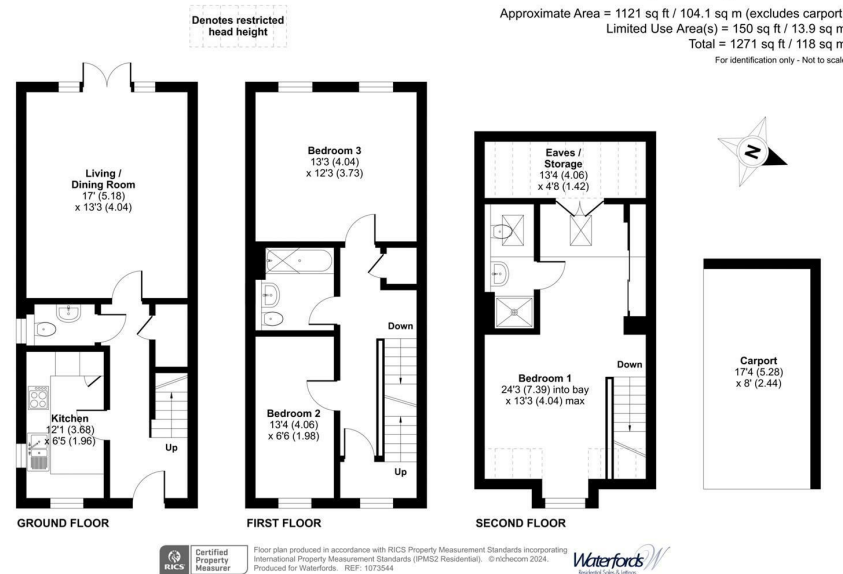 Denotes restricted
head height
Approximate Area = 1121 sq ft / 104.1 sq m (excludes carport
Limited Use Area(s) = 150 sq ft / 13.9 sq m
Total = 1271 sq ft / 118 sq m
For identification only - Not to scale
N
Living /
Dining Room
17' (5.18)
x 13'3 (4.04)
Kitchen
12'1 (3.68)
x 6'5 (1.96)
Up
GROUND FLOOR
Bedroom 3
13'3 (4.04)
x 12'3 (3.73)
Down
Bedroom 2
13'4 (4.06)
x 6'6 (1.98)
Up
FIRST FLOOR
Eaves /
Storage
13'4 (4.06)
x 4'8 (1.42)
Down
Bedroom 1
24'3 (7.39) into bay
x 13'3 (4.04) max
SECOND FLOOR
Carport
17'4 (5.28)
x 8' (2.44)
RICS
Certified
Property
Measurer
Floor plan produced in accordance with RICS Property Measurement Standards incorporating
International Property Measurement Standards (IPMS2 Residential). © nichecom 2024.
Produced for Waterfords. REF: 1073544
Waterfords W
Residential Sales & Lettings